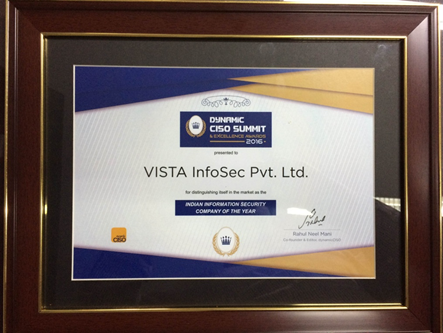 DYNAMIC
CISO SUMMIT
& EXCELLENCE AWARDS
2016
presented to
VISTA InfoSec Pvt. Ltd.
for distinguishing itself in the market as the
INDIAN INFORMATION SECURITY
COMPANY OF THE YEAR
CISO
Rahul Neel Mani